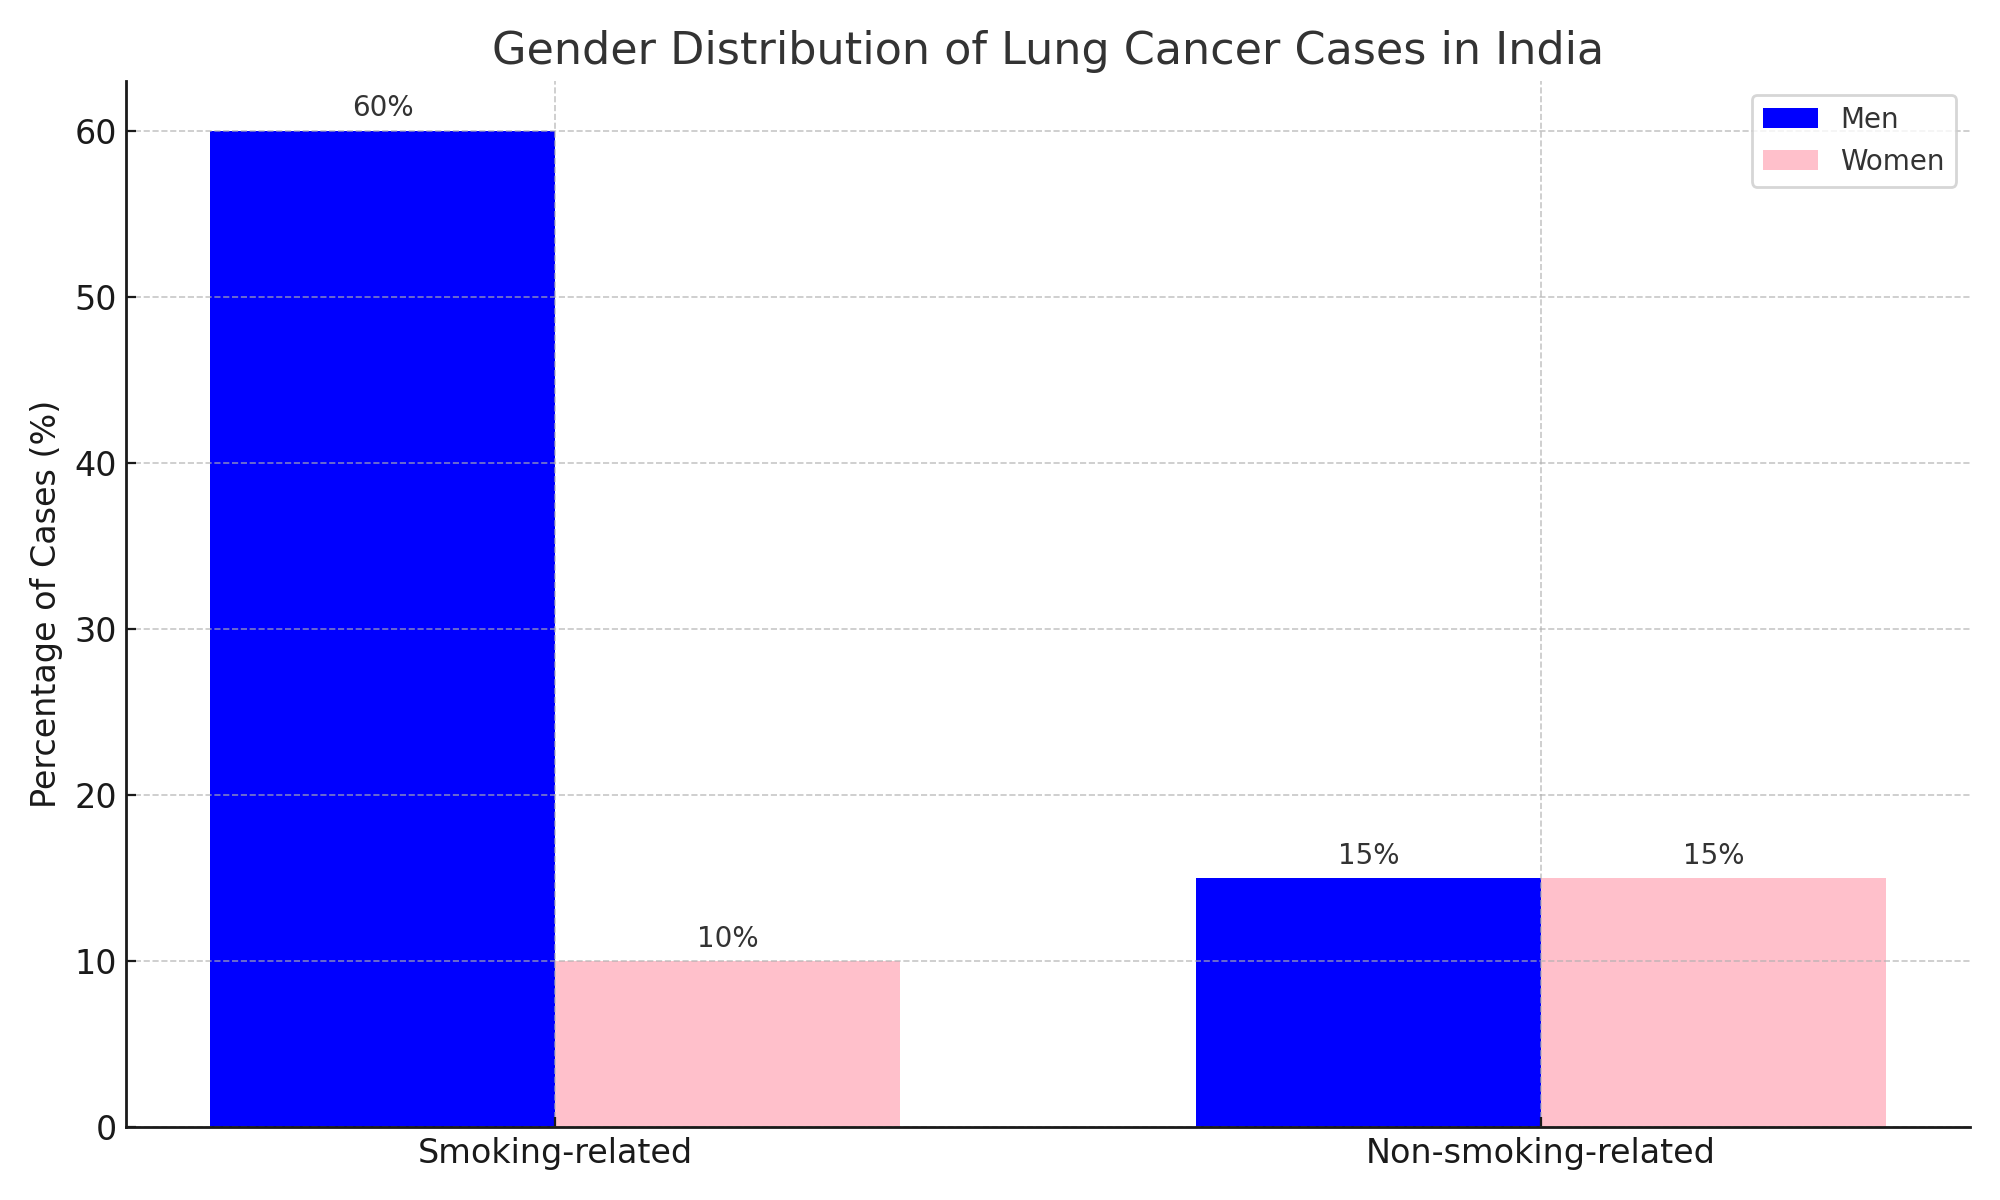 Gender Distribution of Lung Cancer Cases in India
Percentage of Cases (%)
60
50
40
30
20
10
0
60%
10%
15%
15%
Men
Women
Smoking-related
Non-smoking-related